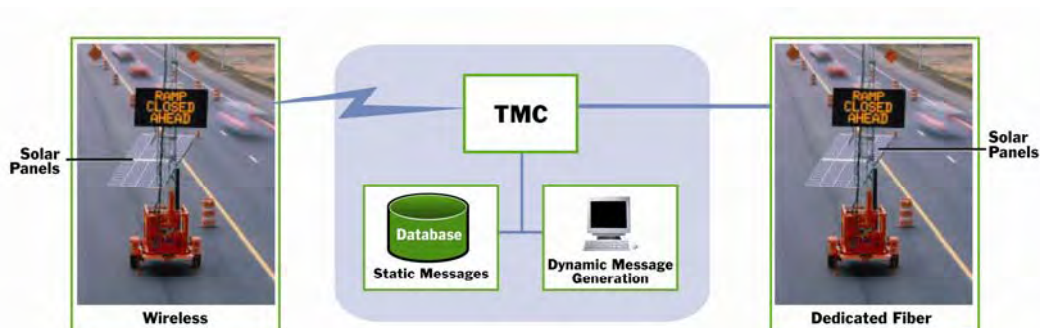 RAMP
CLOSED
AHEAD
Solar
Panels
Wireless
TMC
Database
Static Messages
Dynamic Message
Generation
RAMP
CLOSED
AHEAD
Solar
Panels
Dedicated Fiber